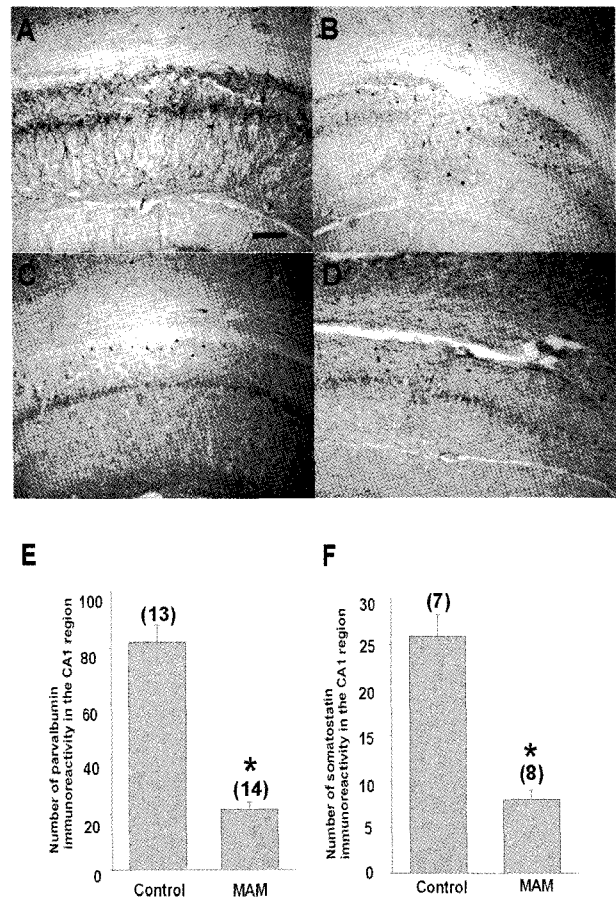 A
B
C
D
E
F
Number of parvalbumin
immunoreactivity in the CA1 region
100
80
60
40
20
0
(13)
*
(14)
Control
MAM
Number of somatostatin
immunoreactivity in the CA1 region
30
25
20
15
10
5
0
(7)
*
(8)
Control
MAM